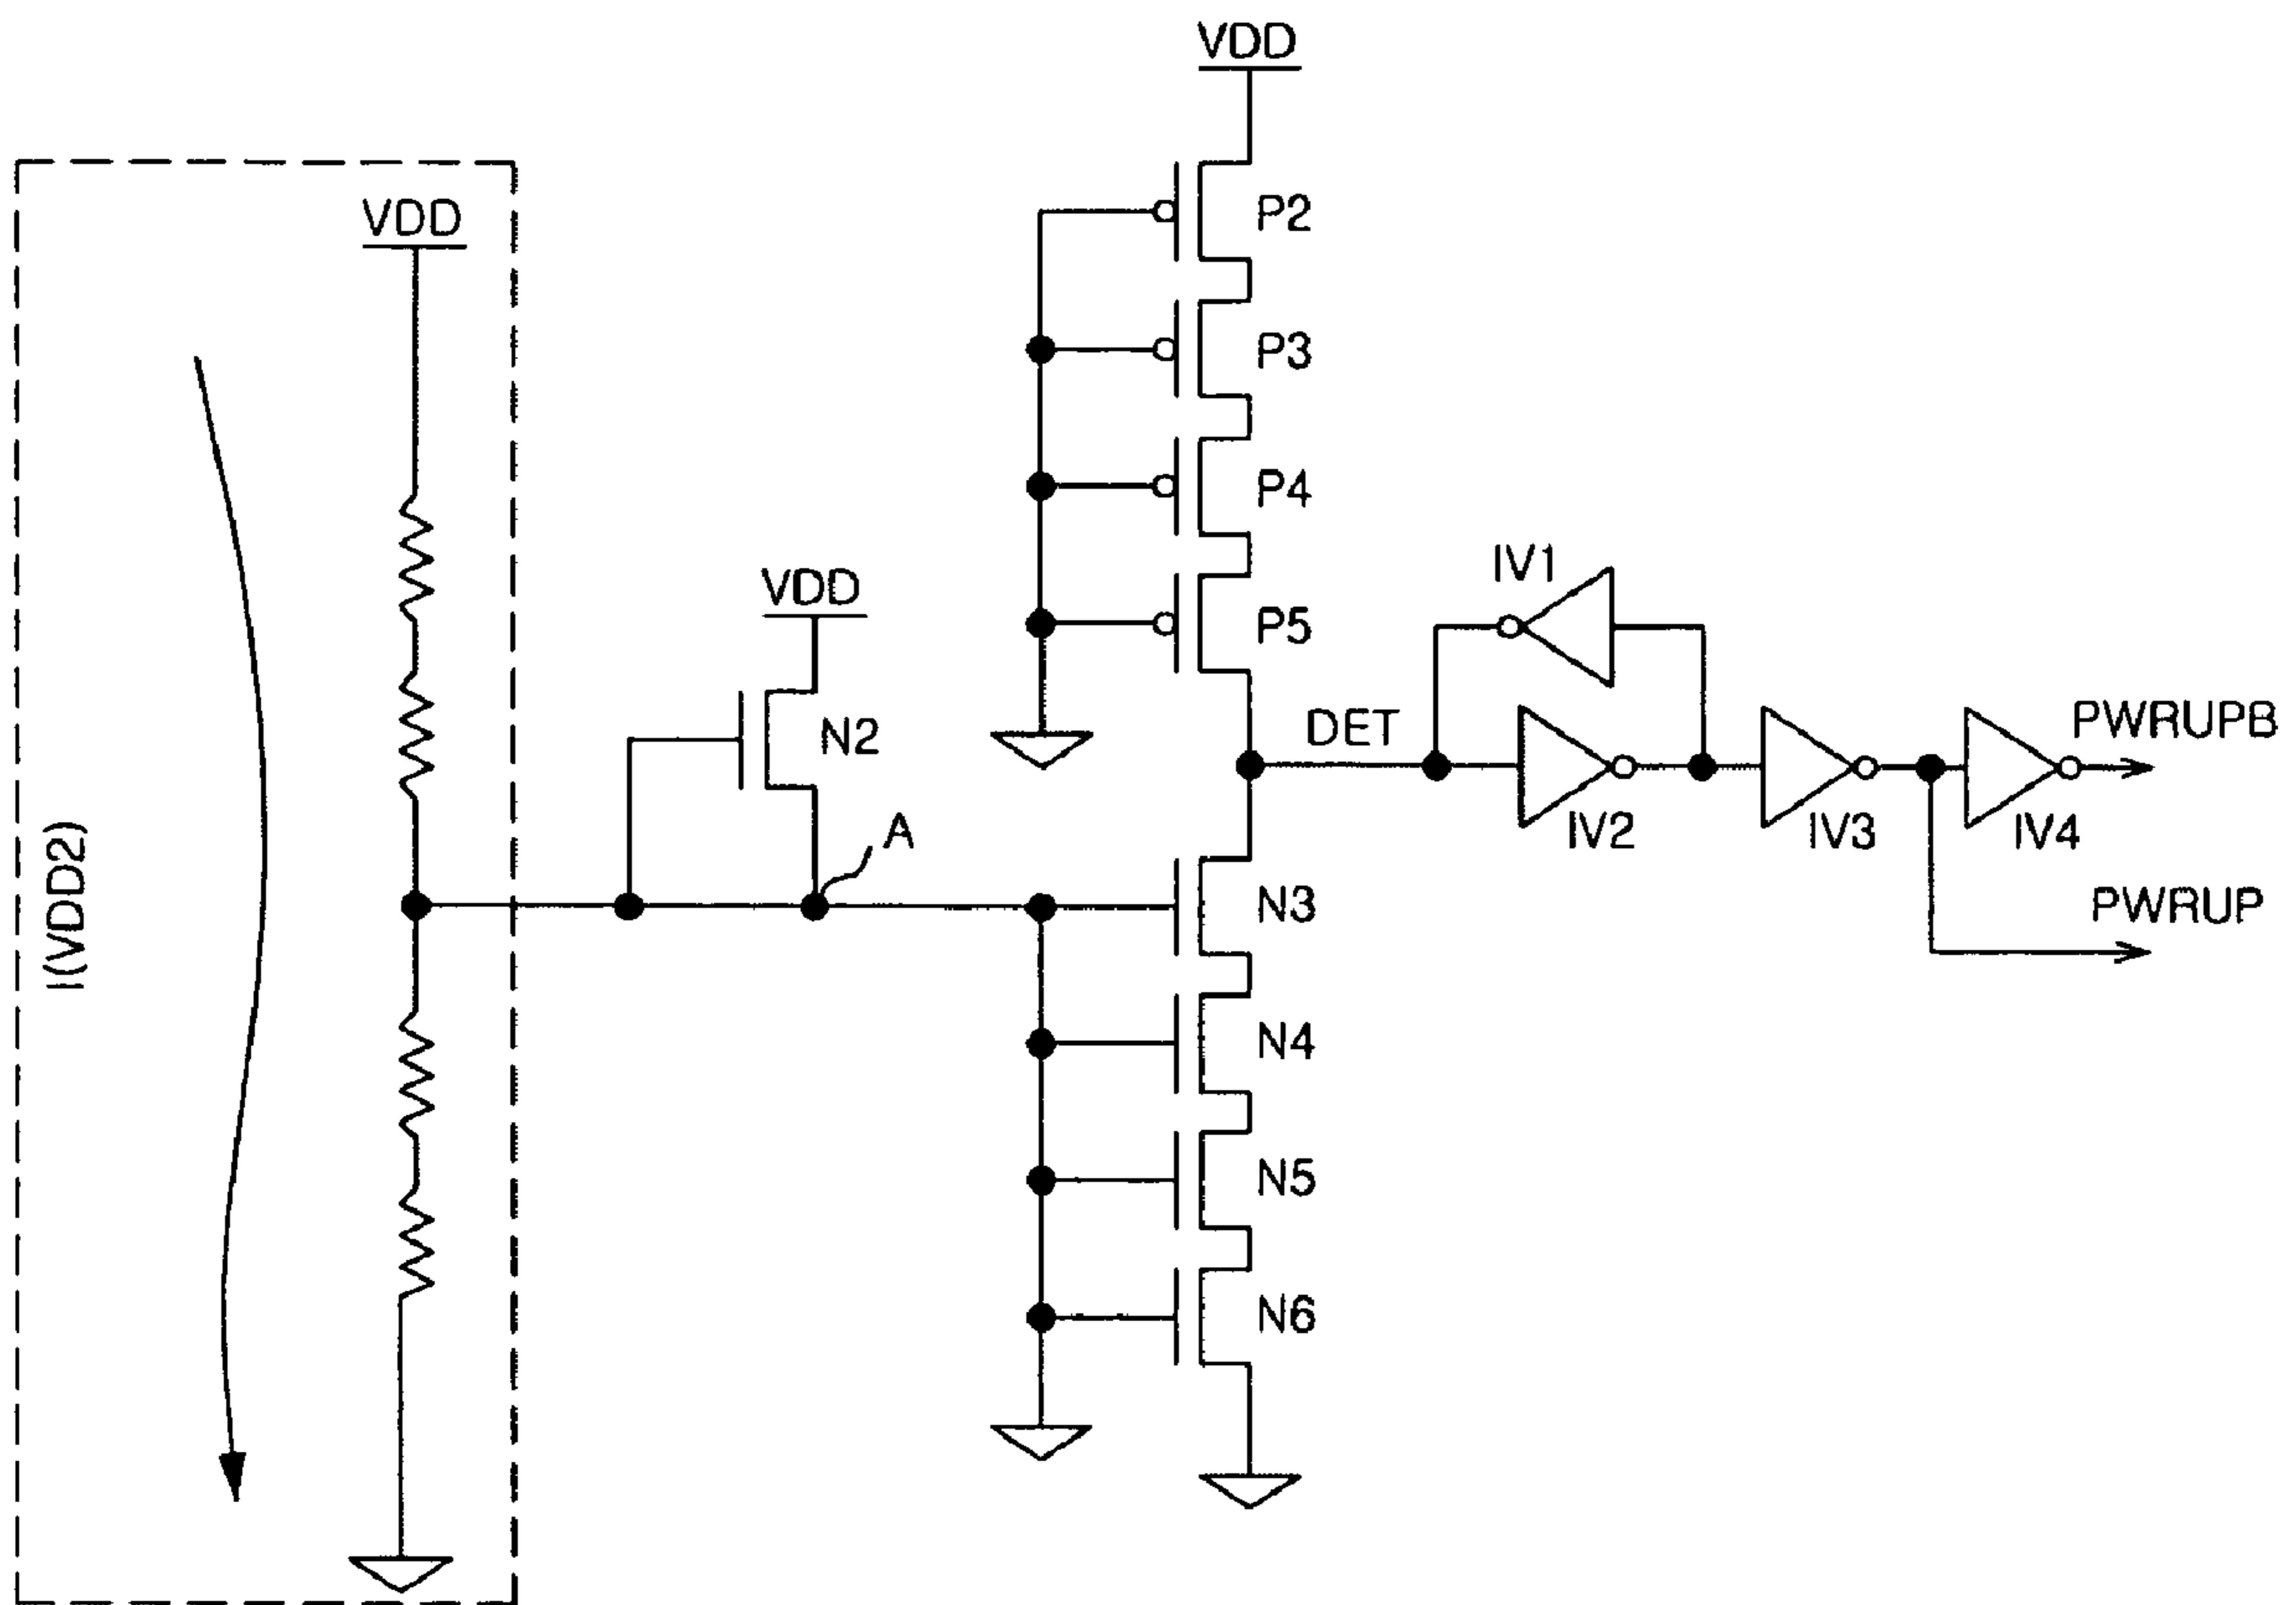 VDD
VDD
P2
P3
P4
VDD
IV1
P5
N2
DET
PWRUPB
A
IV2
IV3
IV4
I(VDD2)
N3
PWRUP
N4
N5
N6